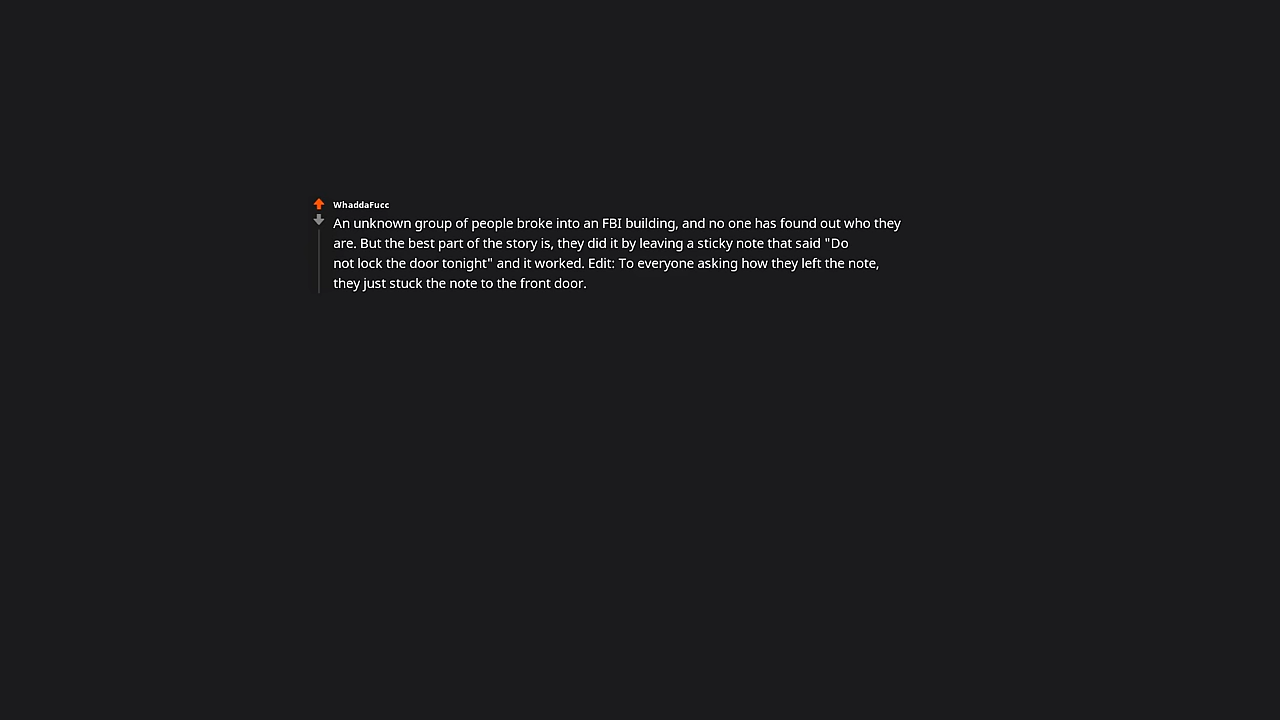 WhaddaFucc
An unknown group of people broke into an FBI building, and no one has found out who they
are. But the best part of the story is, they did it by leaving a sticky note that said "Do
not lock the door tonight" and it worked. Edit: To everyone asking how they left the note,
they just stuck the note to the front door.